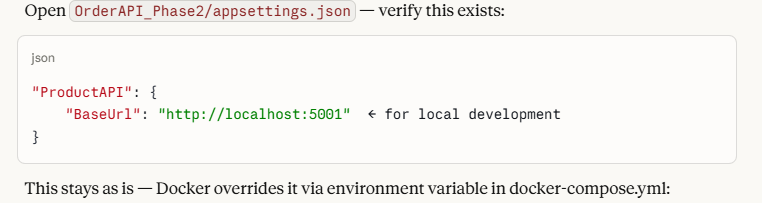 Open OrderAPI_Phase2/appsettings.json — verify this exists:
json
"ProductAPI": {
    "BaseUrl": "http://localhost:5001"  ← for local development
}
This stays as is — Docker overrides it via environment variable in docker-compose.yml: